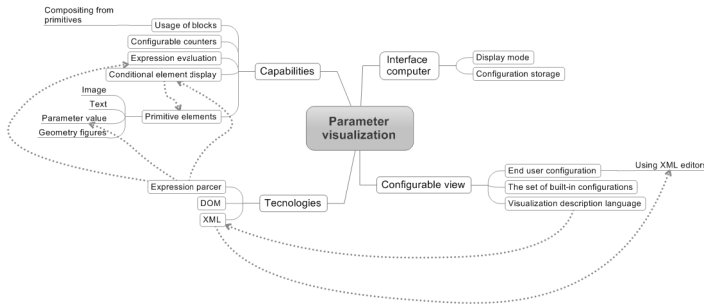 Compositing from
primitives
Usage of blocks
Configurable counters
Expression evaluation
Conditional element display
Image
Text
Parameter value
Geometry figures
Primitive elements
Capabilities
Interface
computer
Display mode
Configuration storage
Parameter
visualization
Configurable view
End user configuration
Using XML editors
The set of built-in configurations
Visualization description language
Expression parcer
DOM
XML
Tecnologies